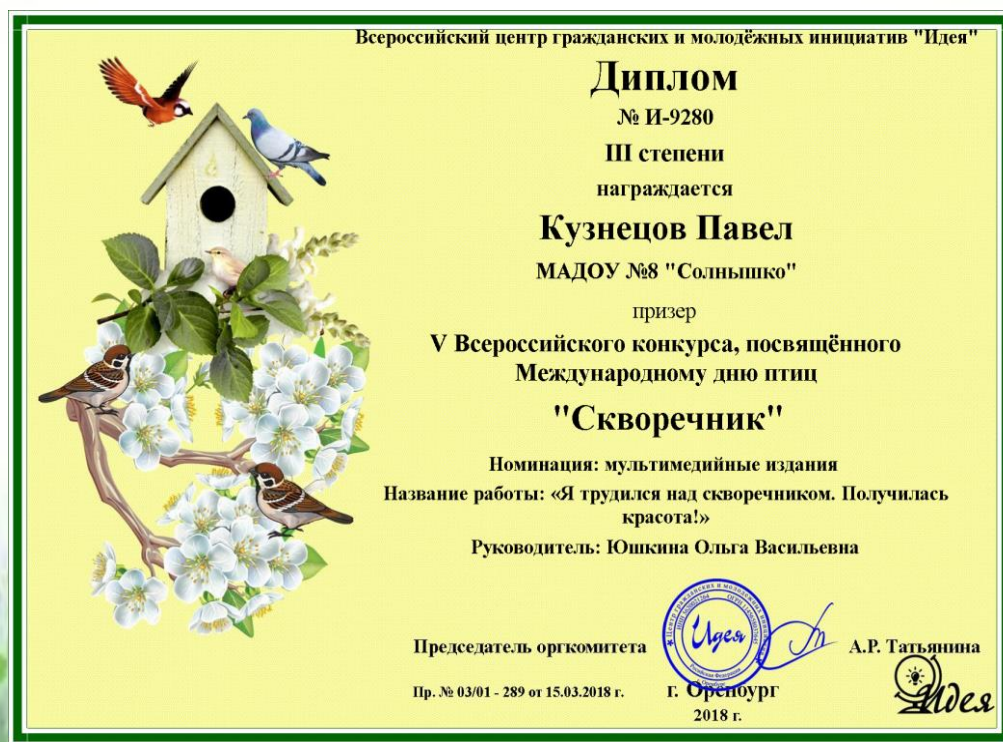 Всероссийский центр гражданских и молодёжных инициатив "Идея"
Диплом
№ И-9280
III степени
награждается
Кузнецов Павел
МАДОУ №8 "Солнышко"
призер
V Всероссийского конкурса, посвящённого
Международному дню птиц
"Скворечник"
Номинация: мультимедийные издания
Название работы: «Я трудился над скворечником. Получилась
красота!»
Руководитель: Юшкина Ольга Васильевна
Председатель оргкомитета
Идея
А.Р. Татьянина
Пр. № 03/01 - 289 от 15.03.2018 г.
г. Оренбург
2018 г.
Идея